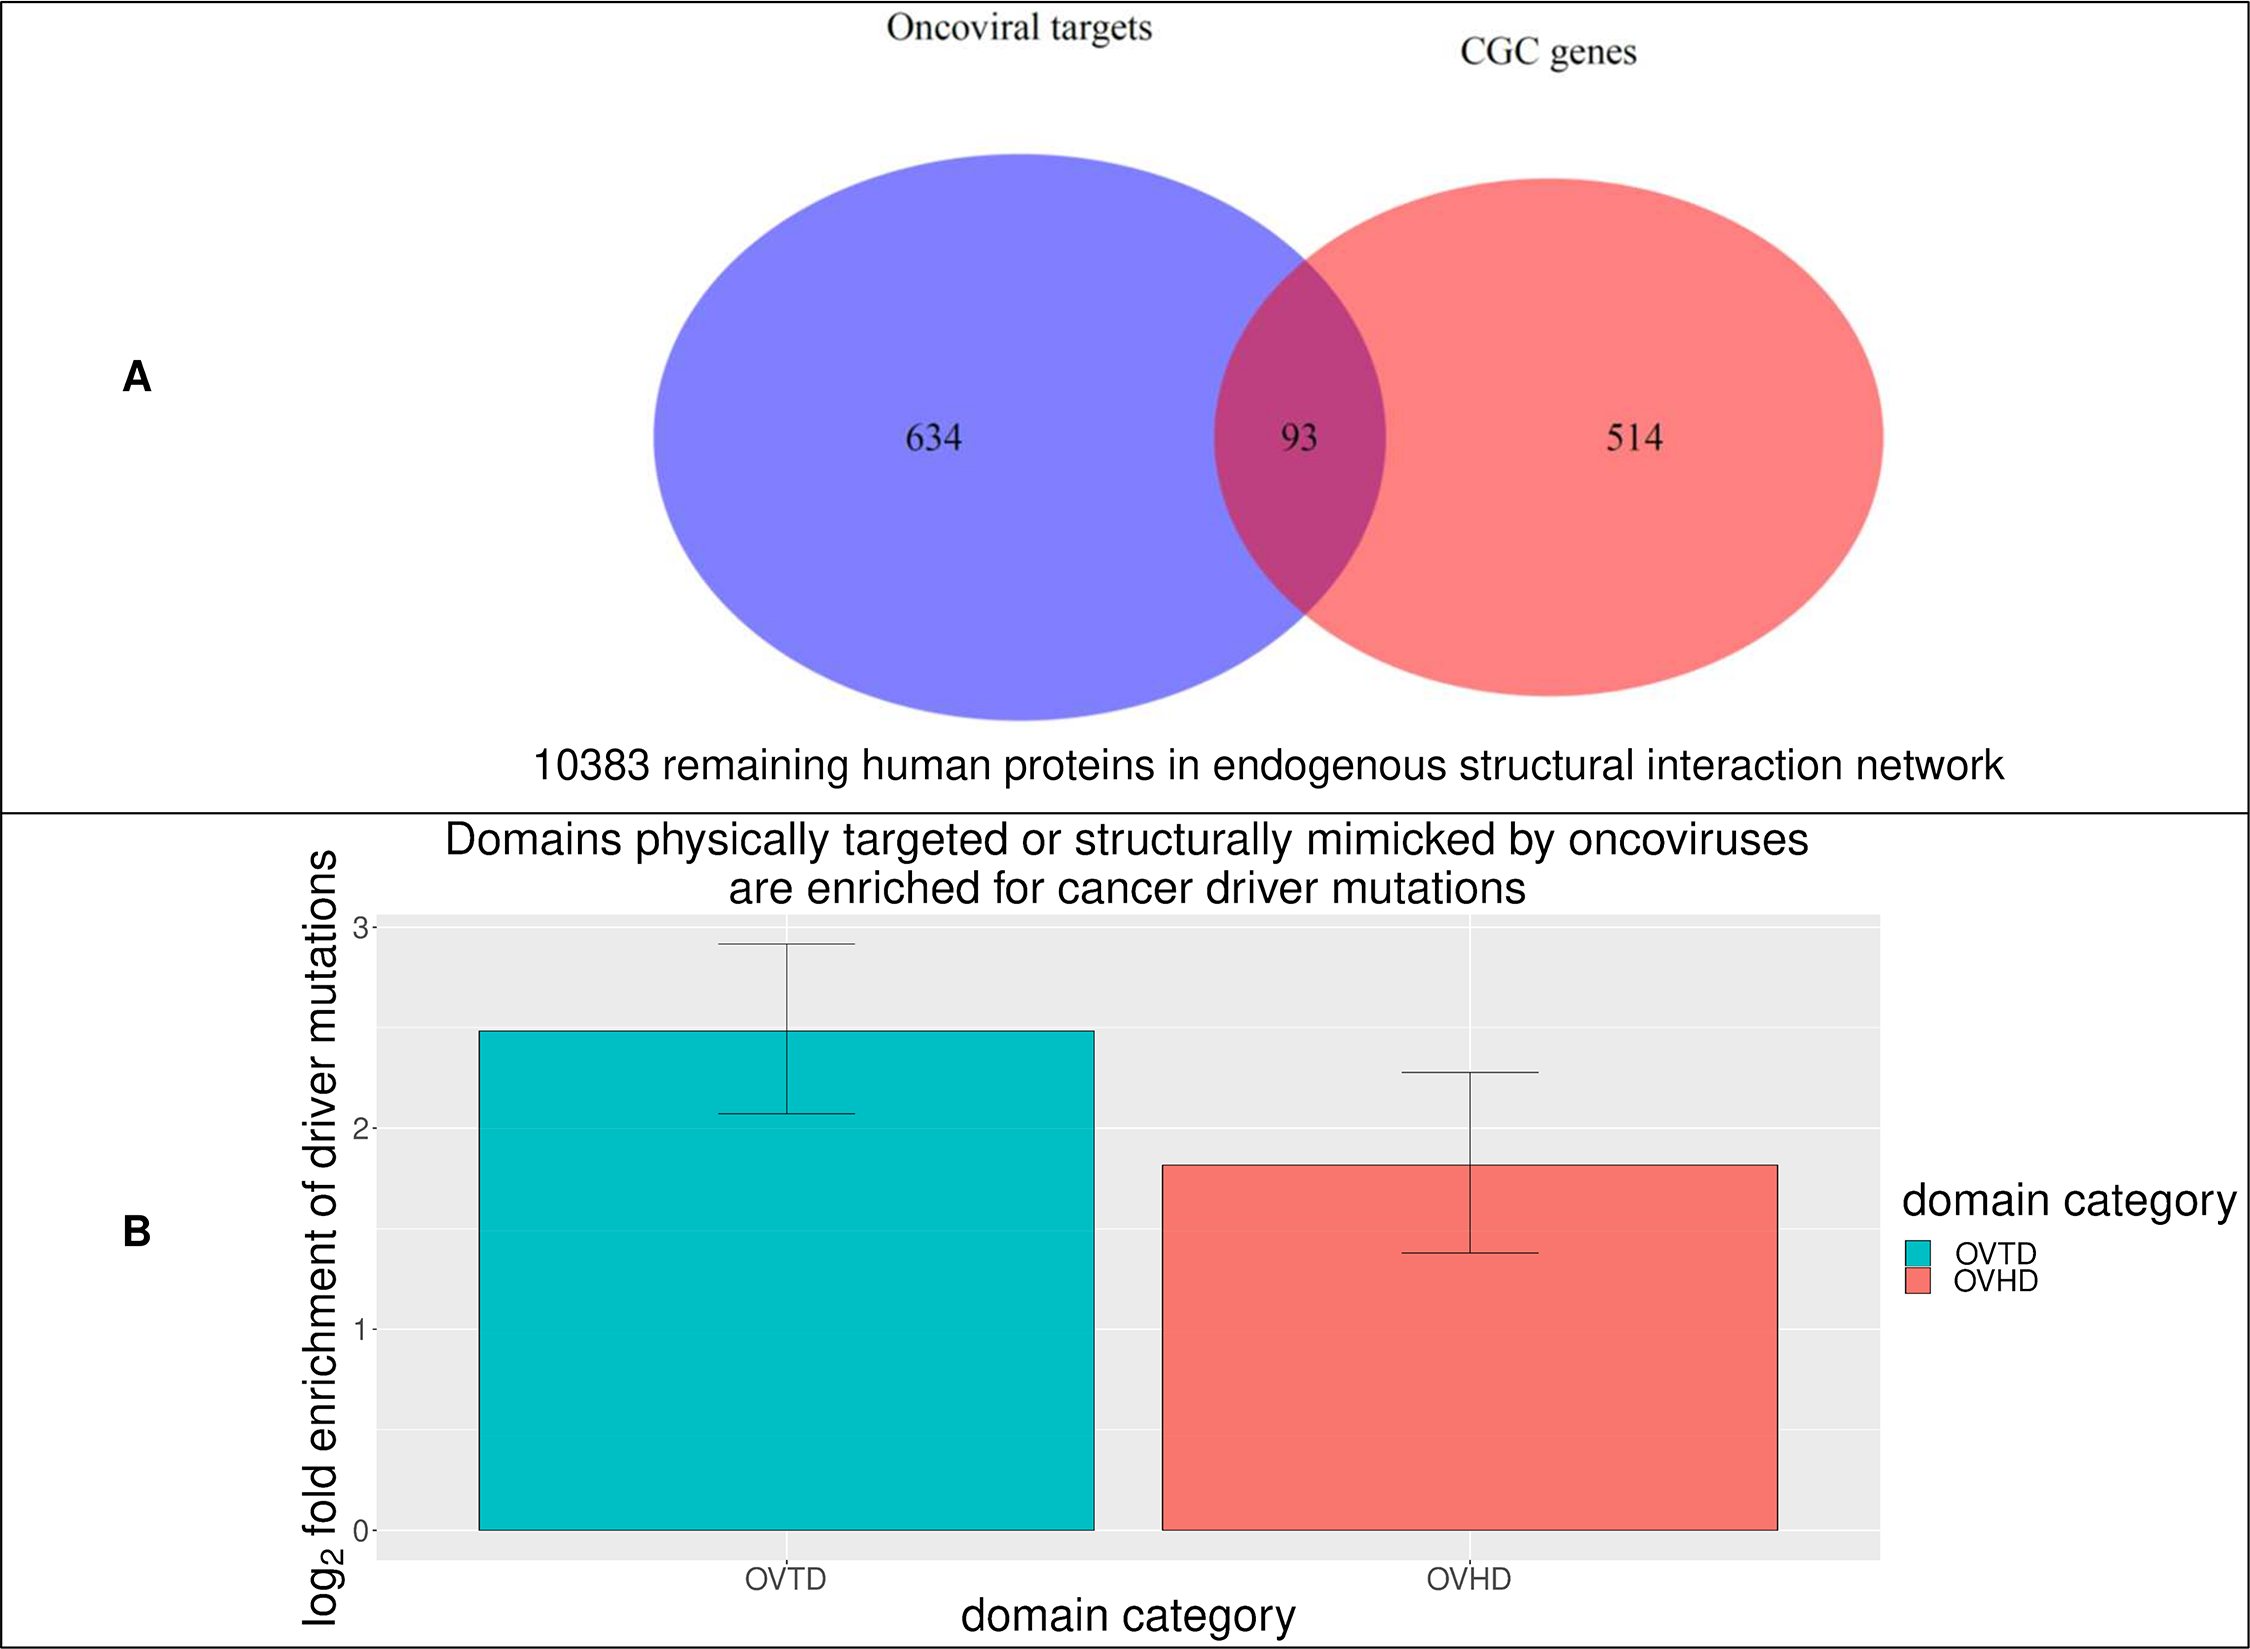 Oncoviral targets
CGC genes
A
634
93
514
10383 remaining human proteins in endogenous structural interaction network
Domains physically targeted or structurally mimicked by oncoviruses
are enriched for cancer driver mutations
B
log2 fold enrichment of driver mutations
3
2
1
0
OVTD
OVHD
domain category
domain category
OVTD
OVHD